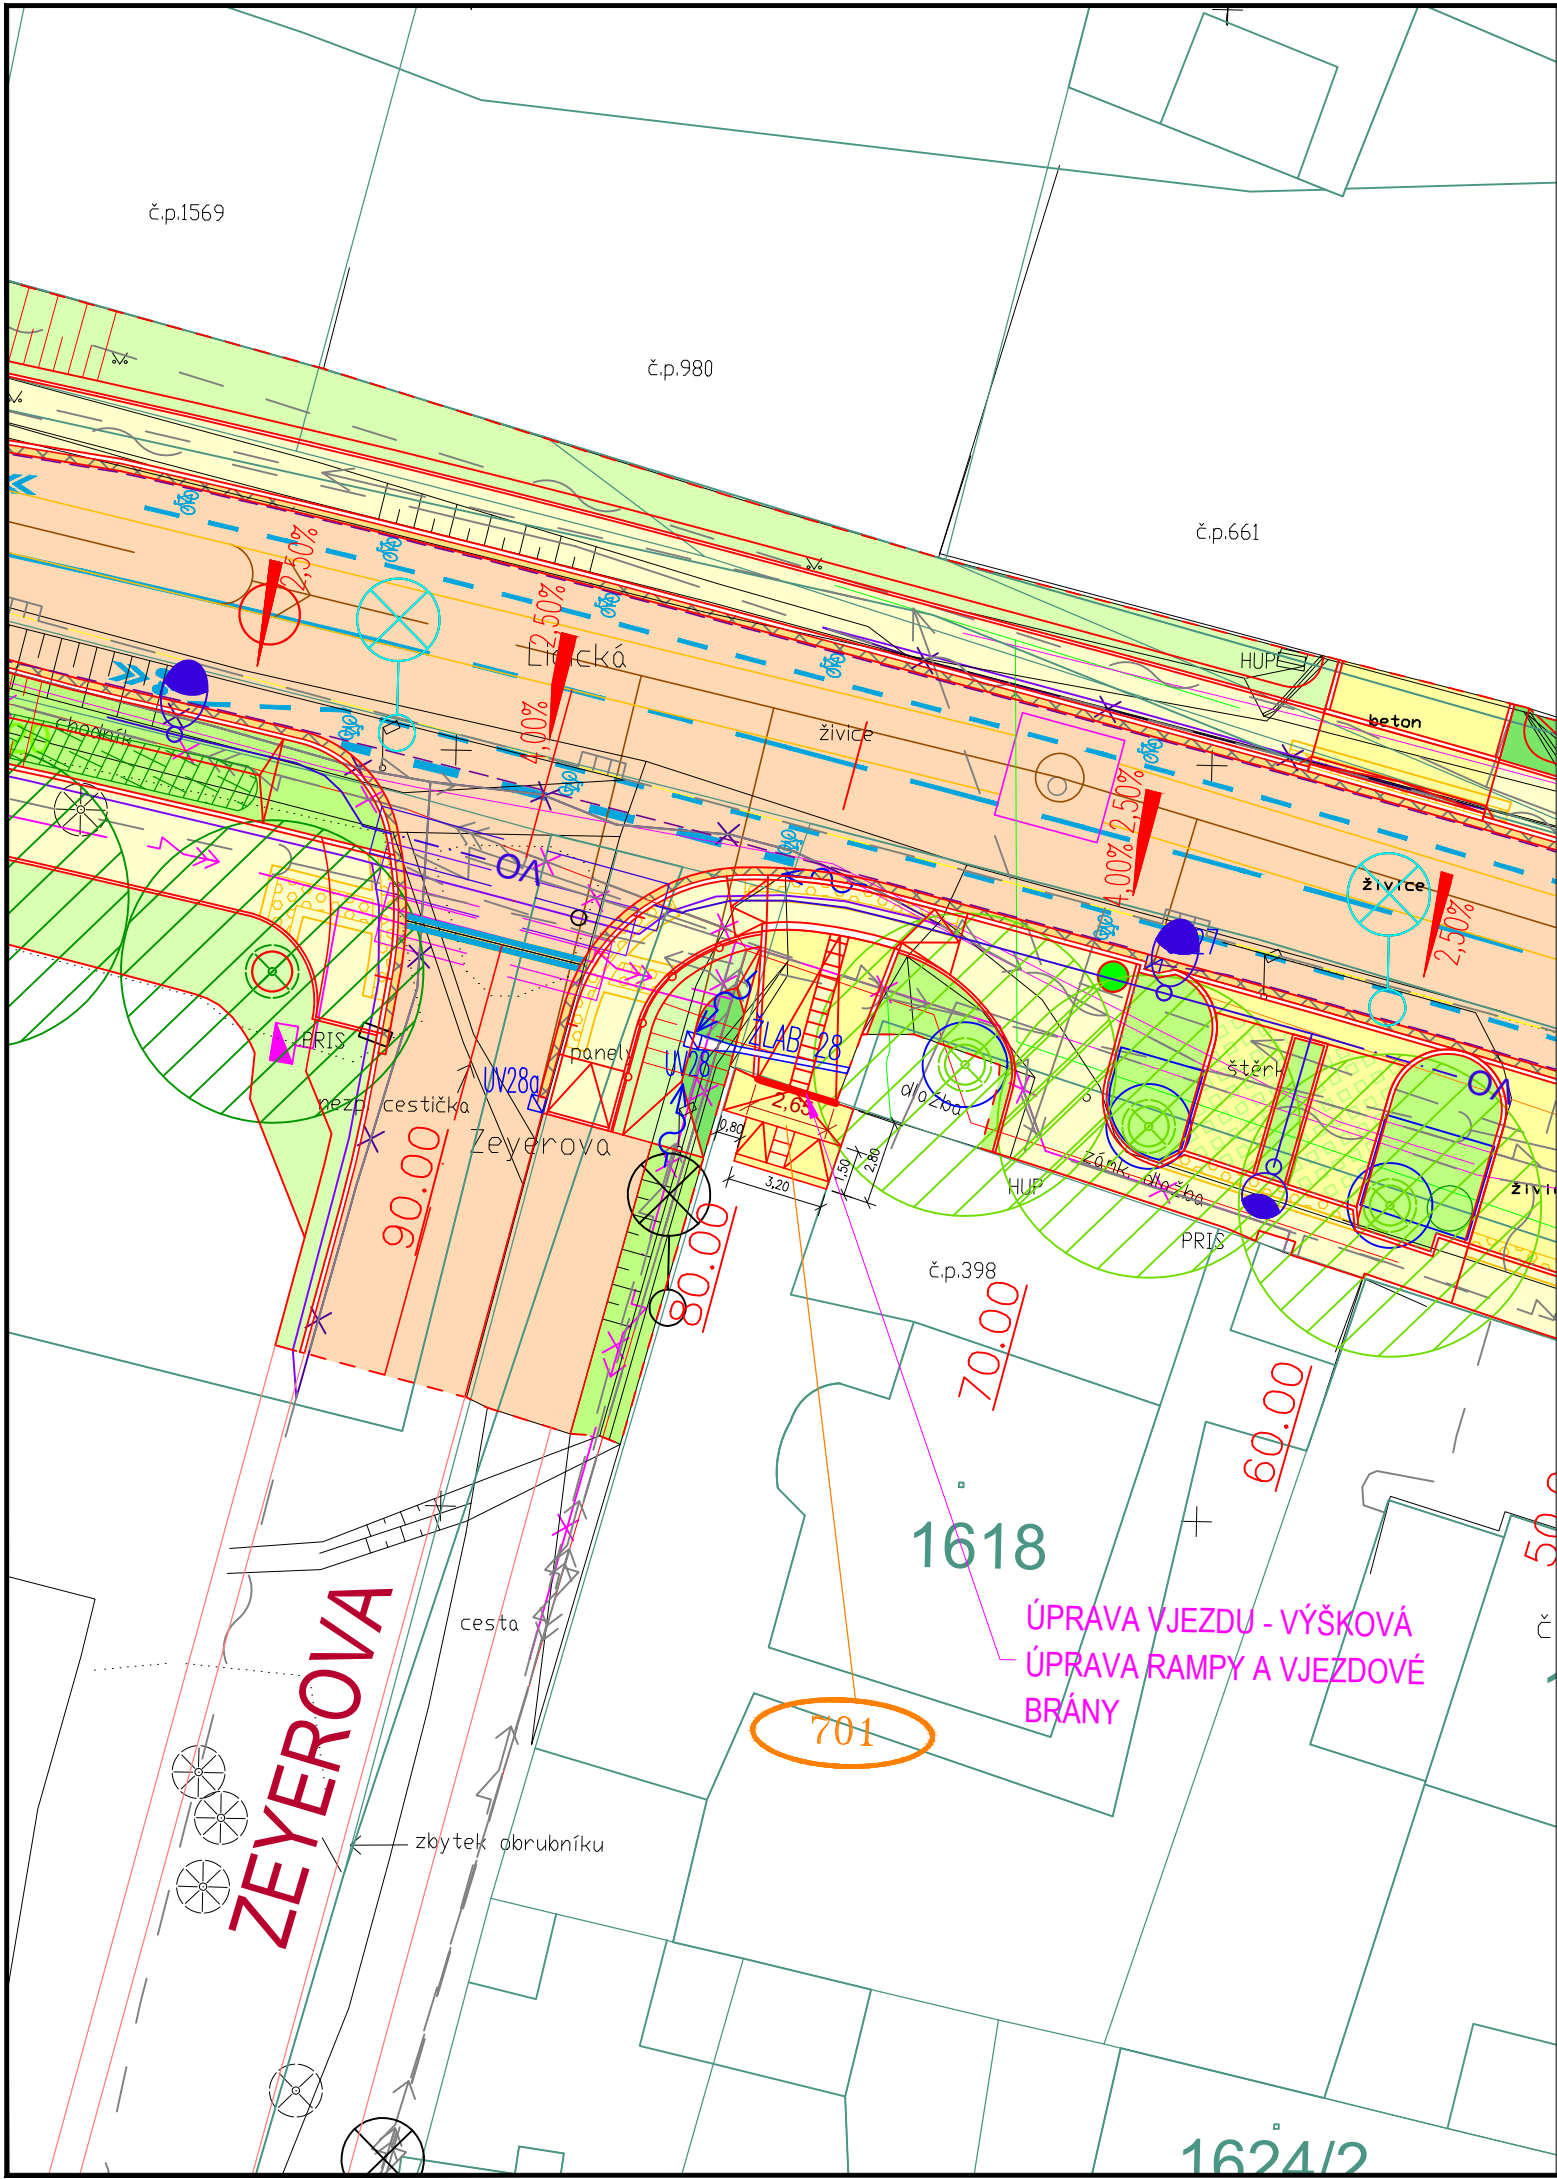 č.p.1569
č.p.980
č.p.661
2,50%
2,50%
4,00%
Lidická
živice
HUP
beton
chodník
VO
4,00% 2,50%
živice
2,50%
PRIS
panely
UV28
ŽLAB 28
UV28a
nezp. cestička
Zeyerova
dlažba
štěrk
VO
2,65
0,80
3,20
1,50
2,80
zámk. dlažba
HUP
PRIS
90.00
80.00
č.p.398
70.00
60.00
1618
cesta
ÚPRAVA VJEZDU - VÝŠKOVÁ
ÚPRAVA RAMPY A VJEZDOVÉ
BRÁNY
701
ZEYEROVA
zbytek obrubníku
1624/2